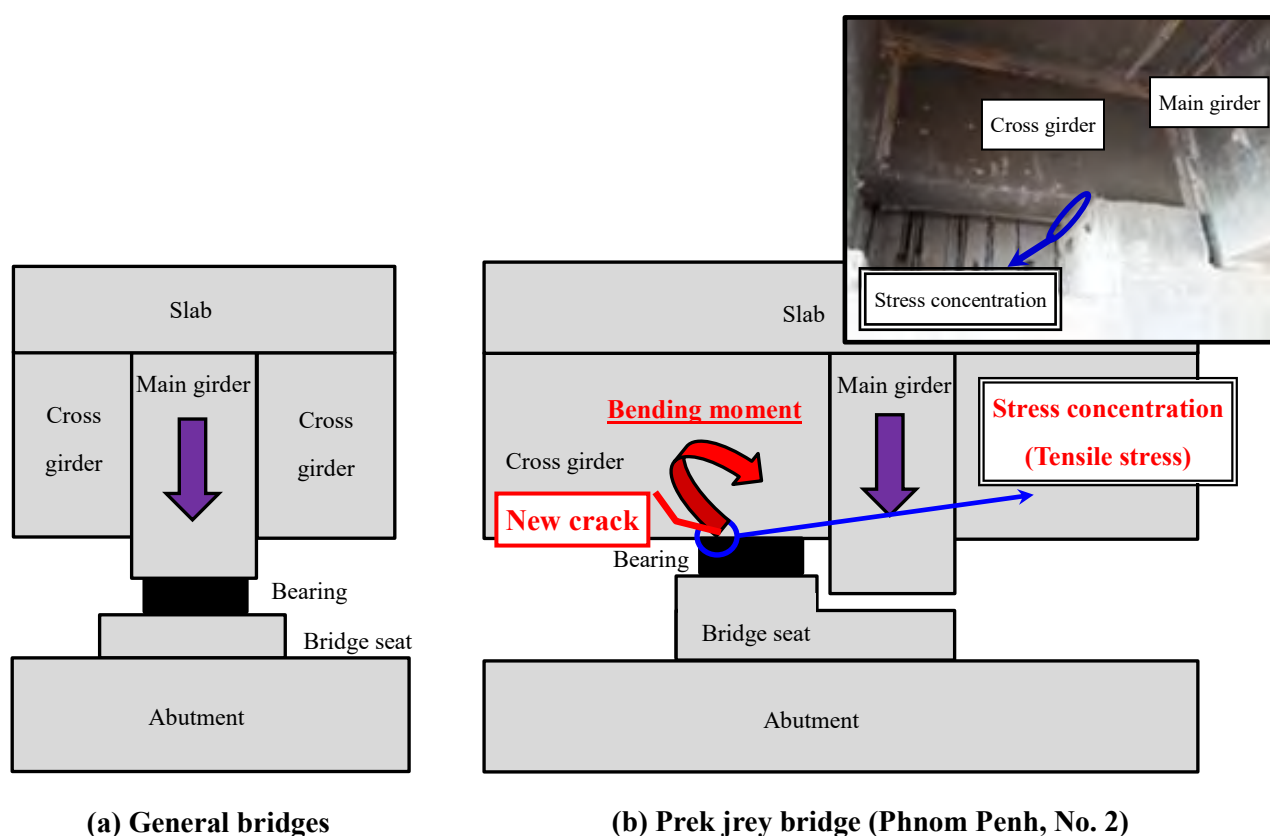 Cross girder
Main girder
Stress concentration
Slab
Main girder
Cross
girder
Cross
girder
Bearing
Bridge seat
Abutment
(a) General bridges
Slab
Main girder
Bending moment
Stress concentration
(Tensile stress)
Cross girder
New crack
Bearing
Bridge seat
Abutment
(b) Prek jrey bridge (Phnom Penh, No. 2)